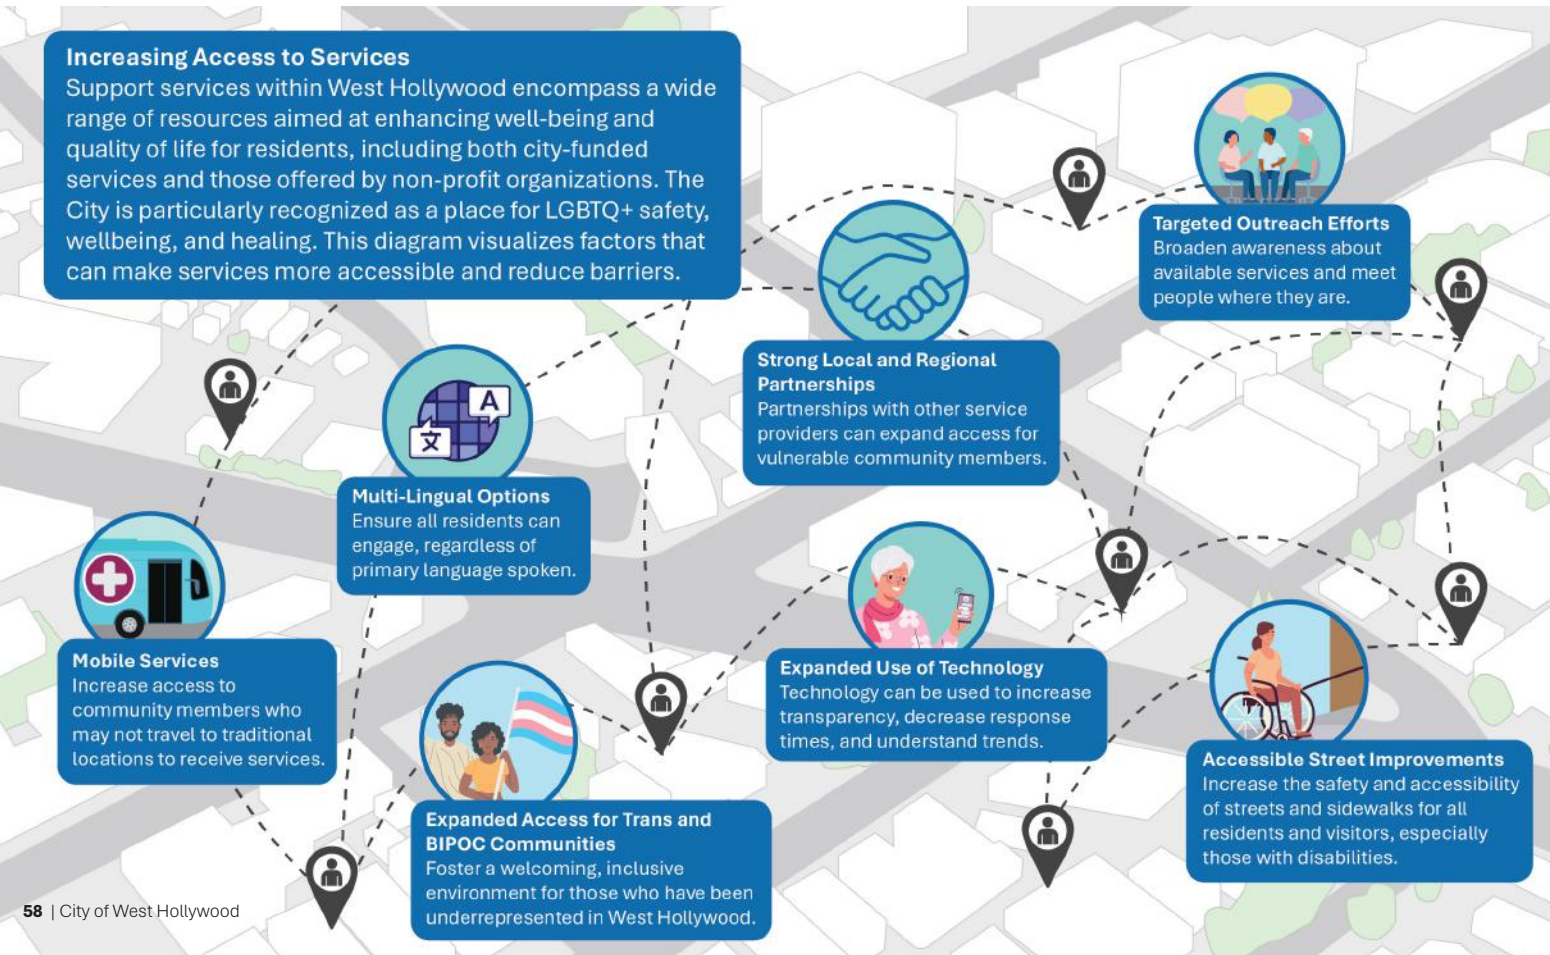 Increasing Access to Services
Support services within West Hollywood encompass a wide
range of resources aimed at enhancing well-being and
quality of life for residents, including both city-funded
services and those offered by non-profit organizations. The
City is particularly recognized as a place for LGBTQ+ safety,
wellbeing, and healing. This diagram visualizes factors that
can make services more accessible and reduce barriers.
Targeted Outreach Efforts
Broaden awareness about
available services and meet
people where they are.
Strong Local and Regional
Partnerships
Partnerships with other service
providers can expand access for
vulnerable community members.
A
文
Multi-Lingual Options
Ensure all residents can
engage, regardless of
primary language spoken.
Mobile Services
Increase access to
community members who
may not travel to traditional
locations to receive services.
Expanded Use of Technology
Technology can be used to increase
transparency, decrease response
times, and understand trends.
Accessible Street Improvements
Increase the safety and accessibility
of streets and sidewalks for all
residents and visitors, especially
those with disabilities.
Expanded Access for Trans and
BIPOC Communities
Foster a welcoming, inclusive
environment for those who have been
underrepresented in West Hollywood.
58 | City of West Hollywood